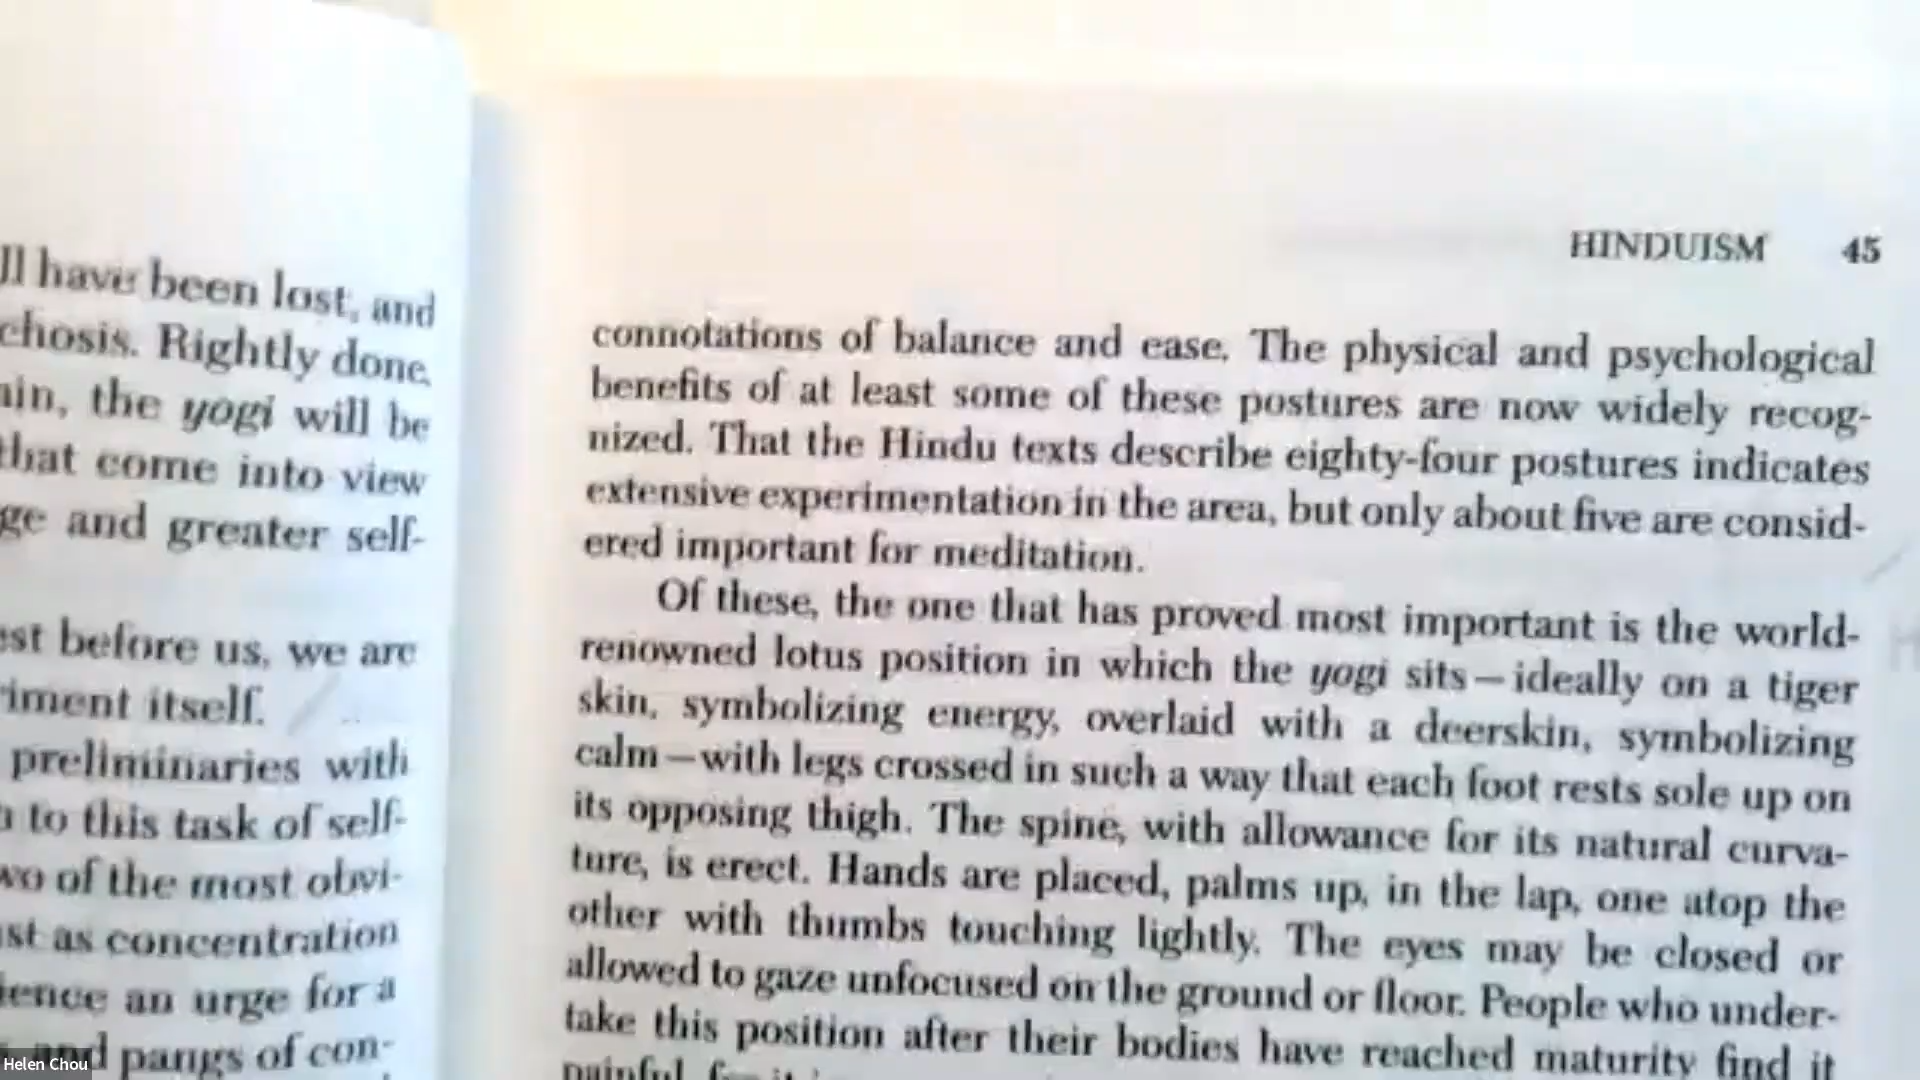 ll have been lost, and
chosis. Rightly done,
ain, the yogi will be
that come into view
ge and greater self-
est before us, we are
riment itself.
preliminaries with
to this task of self-
wo of the most obvi-
st as concentration
ience an urge for a
and pangs of con-
HINDUISM 45
connotations of balance and ease. The physical and psychological
benefits of at least some of these postures are now widely recog-
nized. That the Hindu texts describe eighty-four postures indicates
extensive experimentation in the area, but only about five are consid-
ered important for meditation.
Of these, the one that has proved most important is the world-
renowned lotus position in which the yogi sits—ideally on a tiger
skin, symbolizing energy, overlaid with a deerskin, symbolizing
calm—with legs crossed in such a way that each foot rests sole up on
its opposing thigh. The spine, with allowance for its natural curva-
ture, is erect. Hands are placed, palms up, in the lap, one atop the
other with thumbs touching lightly. The eyes may be closed or
allowed to gaze unfocused on the ground or floor. People who under-
take this position after their bodies have reached maturity find it
painful, for it
Helen Chou